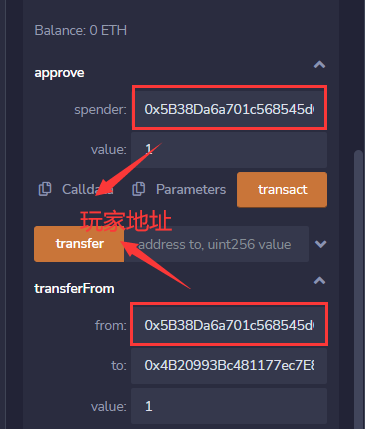 Balance: 0 ETH
approve
spender: 0x5B38Da6a701c568545d
value: 1
Calldata Parameters transact
玩家地址
transfer address to, uint256 value
transferFrom
from: 0x5B38Da6a701c568545d
to: 0x4B20993Bc481177ec7E8
value: 1